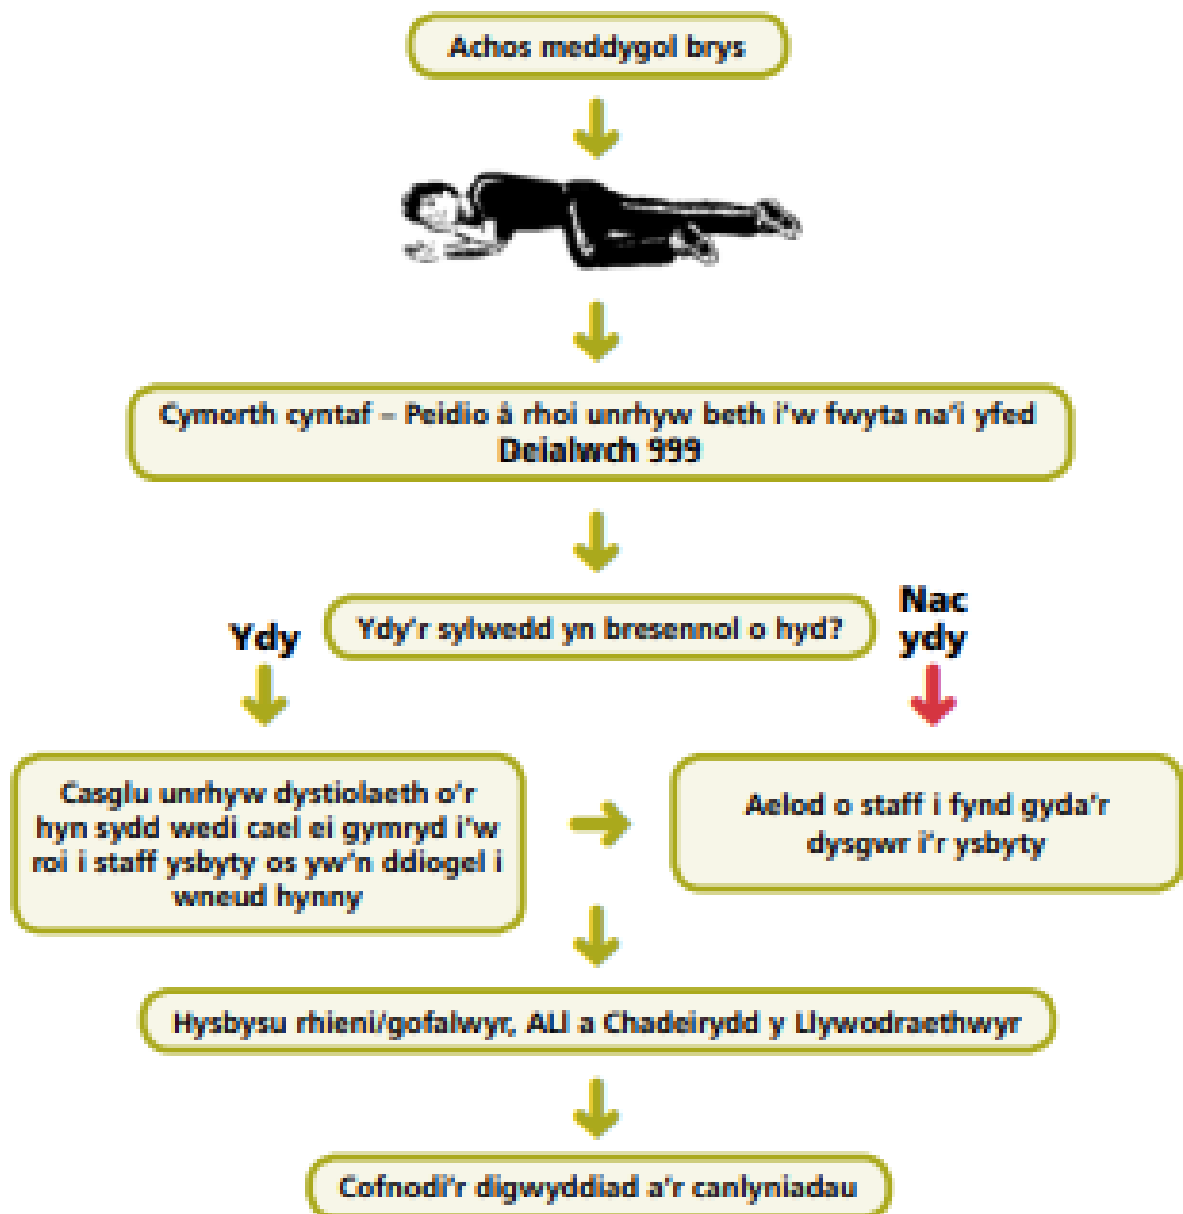 Achos meddygol brys
Cymorth cyntaf – Peidio â rhoi unrhyw beth i'w fwyta na'i yfed
Deialwch 999
Ydy'r sylwedd yn bresennol o hyd?
Ydy
Nac
ydy
Casglu unrhyw dystiolaeth o'r
hyn sydd wedi cael ei gymryd i'w
roi i staff ysbyty os yw'n ddiogel i
wneud hynny
Aelod o staff i fynd gyda'r
dysgwr i'r ysbyty
Hysbysu rhieni/gofalwyr, ALl a Chadeirydd y Llywodraethwyr
Cofnodi'r digwyddiad a'r canlyniadau